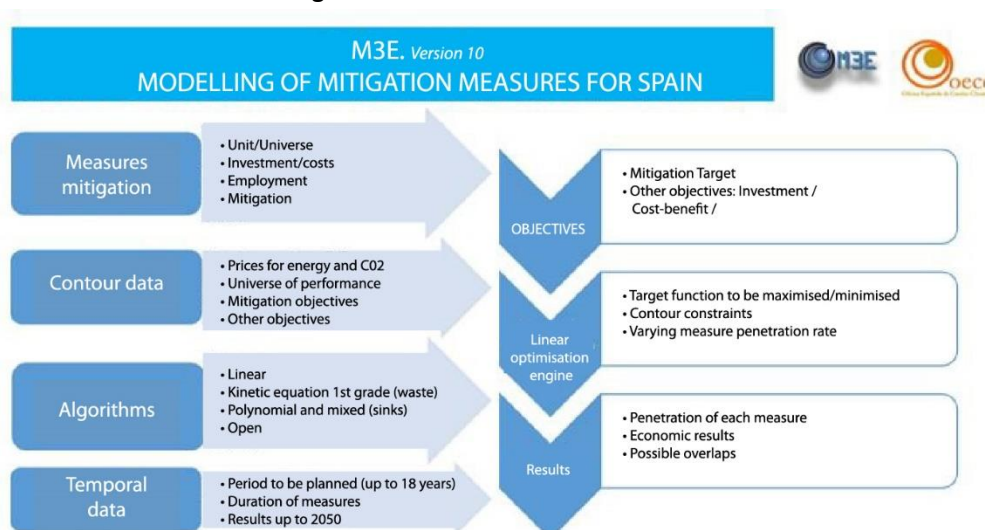 M3E. Version 10
MODELLING OF MITIGATION MEASURES FOR SPAIN
M3E
oecc
Measures
mitigation
• Unit/Universe
• Investment/costs
• Employment
• Mitigation
Contour data
• Prices for energy and C02
• Universe of performance
• Mitigation objectives
• Other objectives
Algorithms
• Linear
• Kinetic equation 1st grade (waste)
• Polynomial and mixed (sinks)
• Open
Temporal
data
• Period to be planned (up to 18 years)
• Duration of measures
• Results up to 2050
OBJECTIVES
• Mitigation Target
• Other objectives: Investment /
Cost-benefit /
Linear
optimisation
engine
• Target function to be maximised/minimised
• Contour constraints
• Varying measure penetration rate
Results
• Penetration of each measure
• Economic results
• Possible overlaps